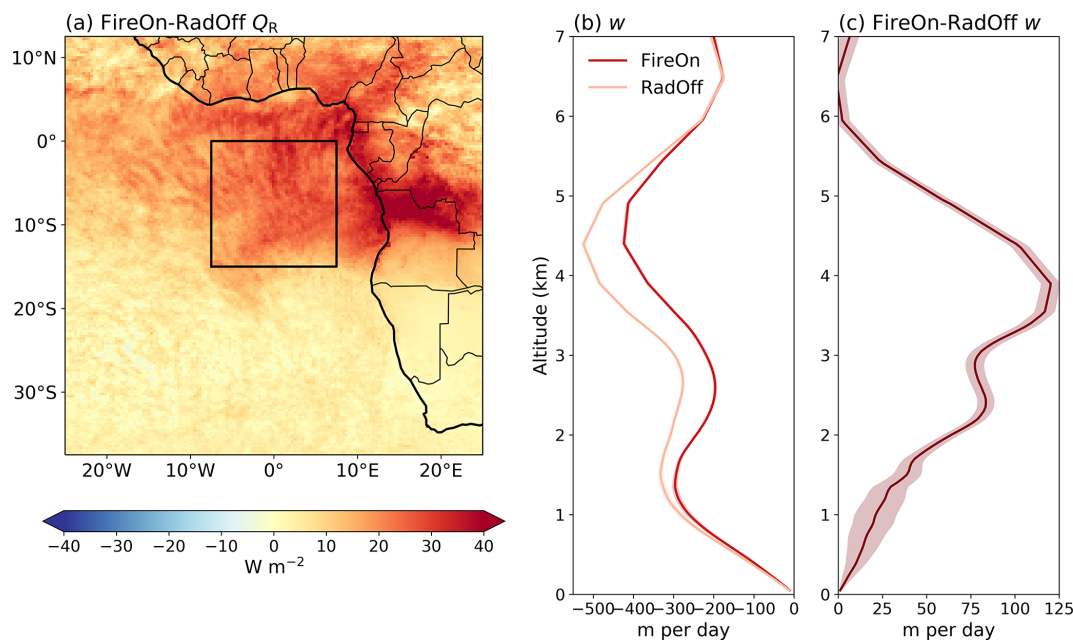 (a) FireOn-RadOff QR
10°N
0°
10°S
20°S
30°S
20°W 10°W 0° 10°E 20°E
−40 −30 −20 −10 0 10 20 30 40
W m−2
(b) w
FireOn
RadOff
7
6
5
4
3
2
1
0
Altitude (km)
−500−400−300−200−100 0
m per day
(c) FireOn-RadOff w
7
6
5
4
3
2
1
0
0 25 50 75 100 125
m per day